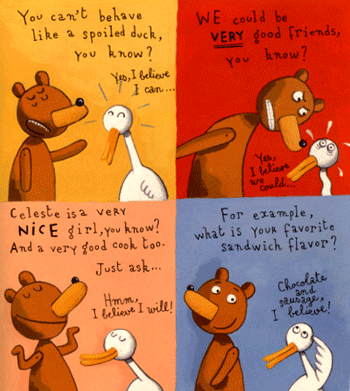 You can't behave
like a spoiled duck,
you know?
Yes, I believe
I can...
WE could be
VERY good friends,
you know?
Yes,
I believe
we
could...
Celeste is a very
NICE girl, you know?
And a very good cook too.
Just ask...
Hmm,
I believe I will!
For example,
what is your favorite
sandwich flavor?
Chocolate
and
sausage,
I believe!